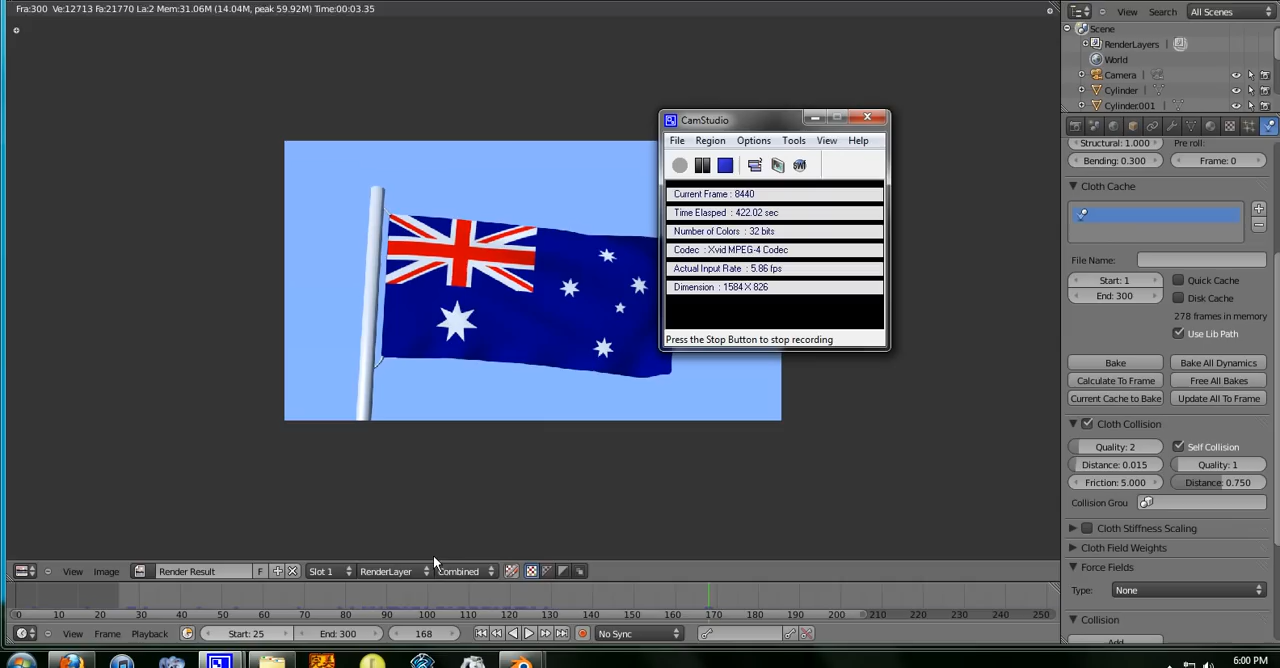 Fra:300 Ve:12713 Fa:21770 La:2 Mem:31.06M (14.04M, peak 59.92M) Time:00:03.35
View Search All Scenes
Scene
RenderLayers
World
Camera
Cylinder
Cylinder.001
CamStudio
File Region Options Tools View Help
Current Frame : 8440
Time Elasped : 422.02 sec
Number of Colors : 32 bits
Codec : Xvid MPEG-4 Codec
Actual Input Rate : 5.86 fps
Dimension : 1584 X 826
Press the Stop Button to stop recording
Structural: 1.000 Pre roll:
Bending: 0.300 Frame: 0
Cloth Cache
File Name:
Start: 1 Quick Cache
End: 300 Disk Cache
278 frames in memory
Use Lib Path
Bake Bake All Dynamics
Calculate To Frame Free All Bakes
Current Cache to Bake Update All To Frame
Cloth Collision
Quality: 2 Self Collision
Distance: 0.015 Quality: 1
Friction: 5.000 Distance: 0.750
Collision Grou
Cloth Stiffness Scaling
Cloth Field Weights
Force Fields
Type: None
Collision
View Image Render Result F Slot 1 RenderLayer Combined
0 10 20 30 40 50 60 70 80 90 100 110 120 130 140 150 160 170 180 190 200 210 220 230 240 250
View Frame Playback Start: 25 End: 300 168 No Sync
6:00 PM